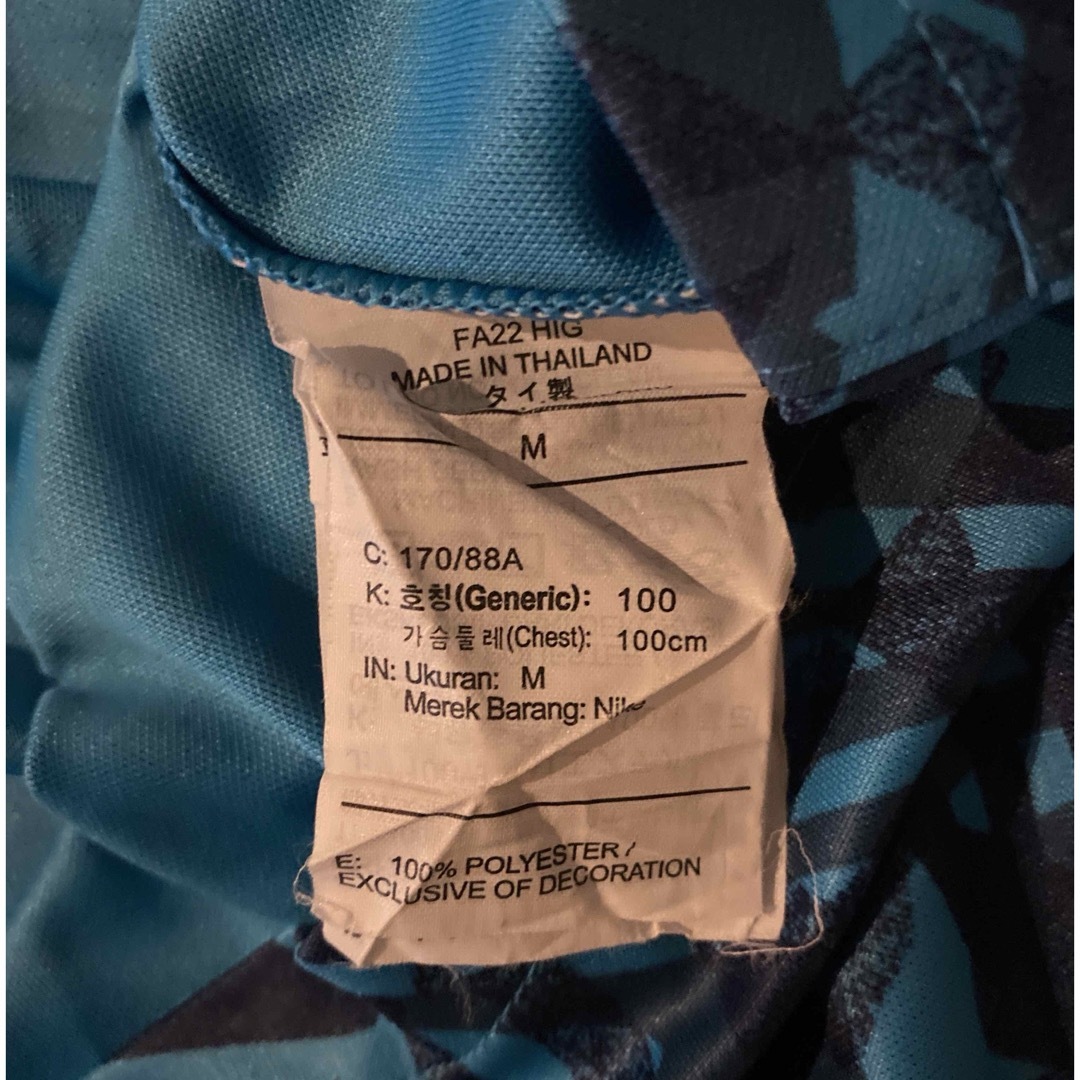 FA22 HIG
MADE IN THAILAND
タイ製
M
C: 170/88A
K: 호칭(Generic): 100
가슴둘레(Chest): 100cm
IN: Ukuran: M
Merek Barang: Nike
E: 100% POLYESTER /
EXCLUSIVE OF DECORATION